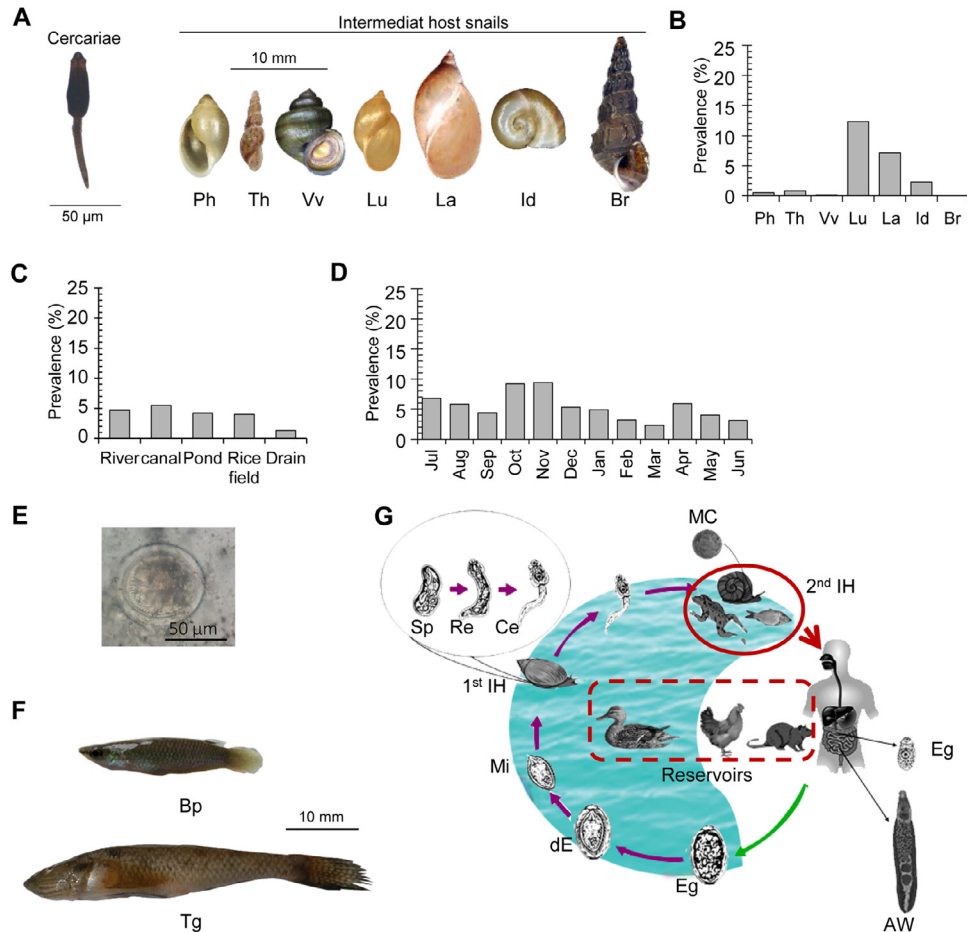 A
Cercariae
50 µm
Intermediat host snails
10 mm
Ph Th Vv Lu La Id Br
B
Prevalence (%)
25
20
15
10
5
0
Ph Th Vv Lu La Id Br
C
Prevalence (%)
25
20
15
10
5
0
River canal Pond Rice Drain
field
D
Prevalence (%)
25
20
15
10
5
0
Jul Aug Sep Oct Nov Dec Jan Feb Mar Apr May Jun
E
50 µm
F
Bp
10 mm
Tg
G
MC
2nd IH
Sp Re Ce
1st IH
Reservoirs
Mi
Eg
dE
Eg
AW